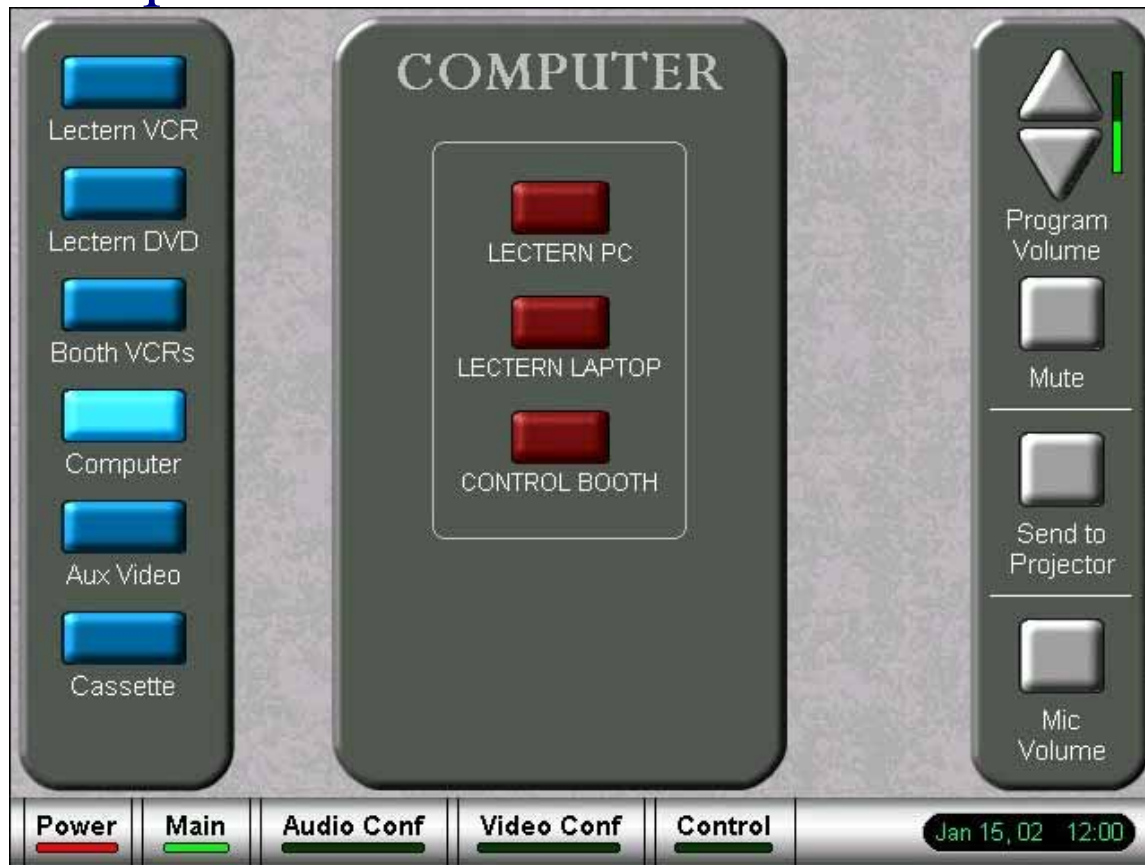 Lectern VCR
Lectern DVD
Booth VCRs
Computer
Aux Video
Cassette
COMPUTER
LECTERN PC
LECTERN LAPTOP
CONTROL BOOTH
Program
Volume
Mute
Send to
Projector
Mic
Volume
Power Main Audio Conf Video Conf Control Jan 15, 02 12:00